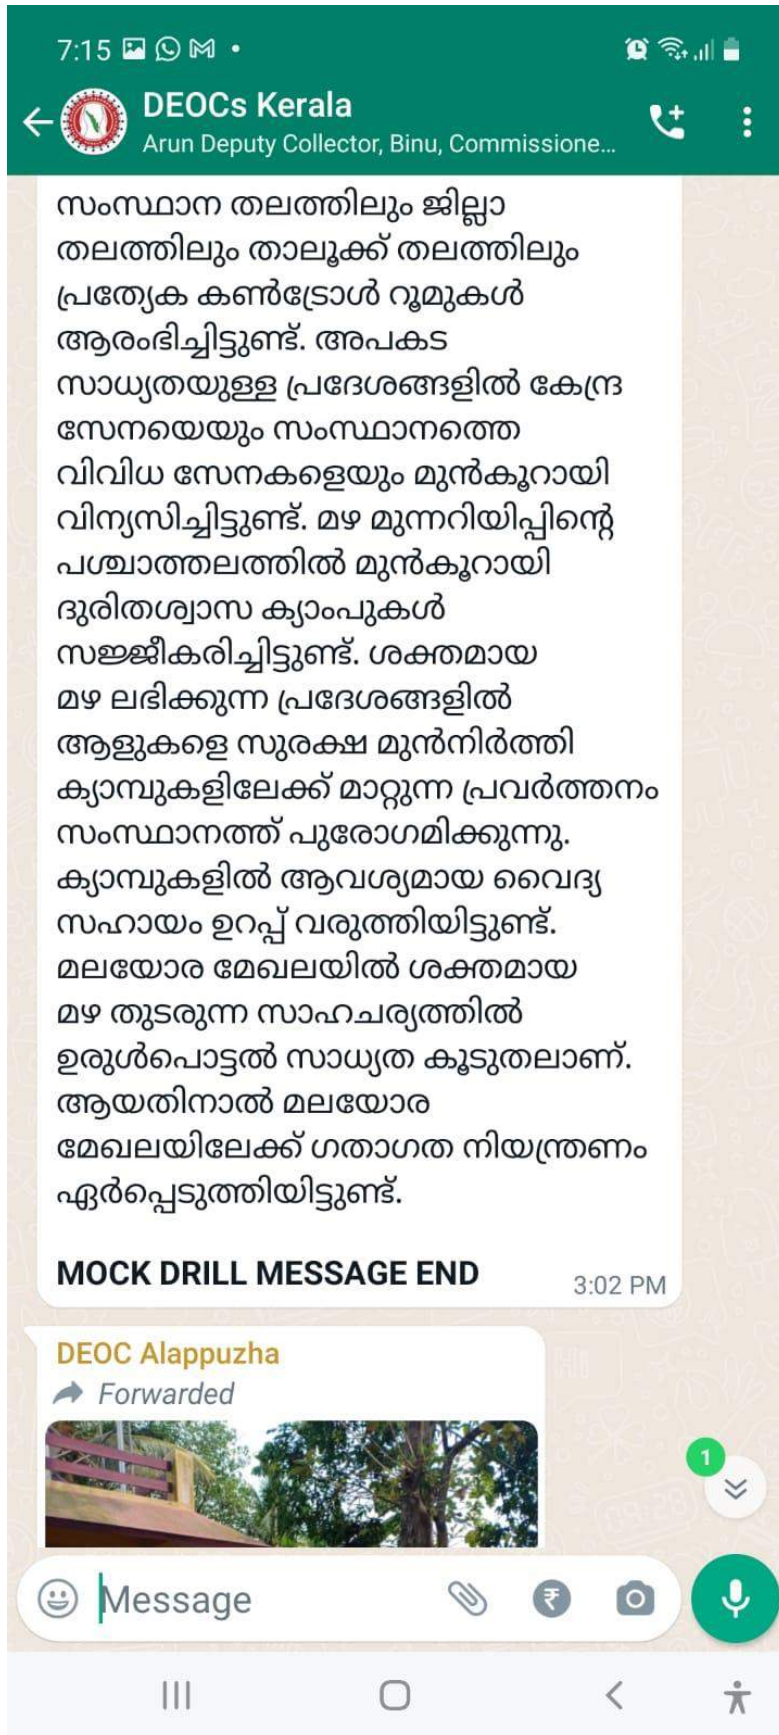 7:15
DEOCs Kerala
Arun Deputy Collector, Binu, Commissione...
സംസ്ഥാന തലത്തിലും ജില്ലാ
തലത്തിലും താലൂക്ക് തലത്തിലും
പ്രത്യേക കൺട്രോൾ റൂമുകൾ
ആരംഭിച്ചിട്ടുണ്ട്. അപകട
സാധ്യതയുള്ള പ്രദേശങ്ങളിൽ കേന്ദ്ര
സേനയെയും സംസ്ഥാനത്തെ
വിവിധ സേനകളെയും മുൻകൂറായി
വിന്യസിച്ചിട്ടുണ്ട്. മഴ മുന്നറിയിപ്പിന്റെ
പശ്ചാത്തലത്തിൽ മുൻകൂറായി
ദുരിതശ്വാസ ക്യാംപുകൾ
സജ്ജീകരിച്ചിട്ടുണ്ട്. ശക്തമായ
മഴ ലഭിക്കുന്ന പ്രദേശങ്ങളിൽ
ആളുകളെ സുരക്ഷ മുൻനിർത്തി
ക്യാമ്പുകളിലേക്ക് മാറ്റുന്ന പ്രവർത്തനം
സംസ്ഥാനത്ത് പുരോഗമിക്കുന്നു.
ക്യാമ്പുകളിൽ ആവശ്യമായ വൈദ്യ
സഹായം ഉറപ്പ് വരുത്തിയിട്ടുണ്ട്.
മലയോര മേഖലയിൽ ശക്തമായ
മഴ തുടരുന്ന സാഹചര്യത്തിൽ
ഉരുൾപൊട്ടൽ സാധ്യത കൂടുതലാണ്.
ആയതിനാൽ മലയോര
മേഖലയിലേക്ക് ഗതാഗത നിയന്ത്രണം
ഏർപ്പെടുത്തിയിട്ടുണ്ട്.
MOCK DRILL MESSAGE END 3:02 PM
DEOC Alappuzha
Forwarded
1
Message